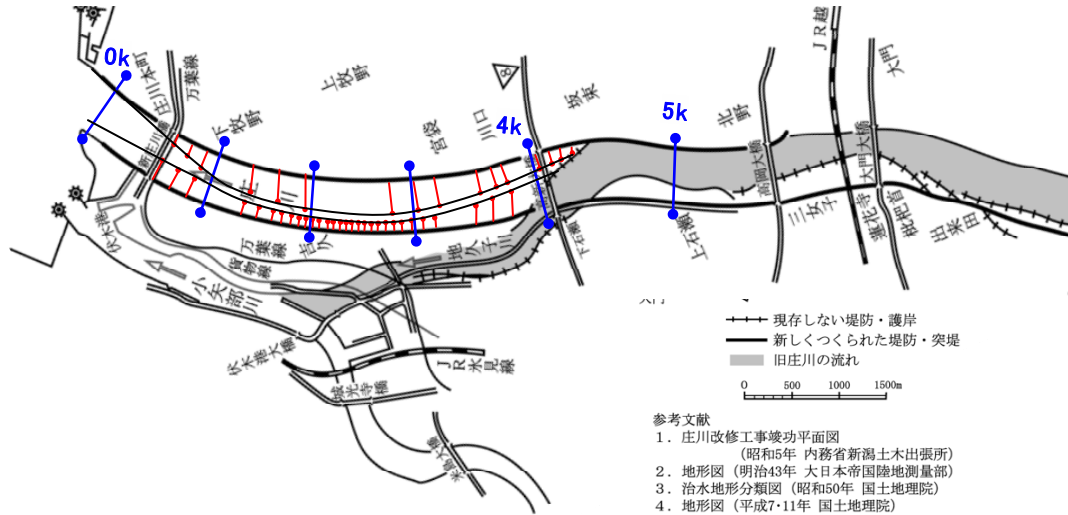 0k
庄川本町
万葉線
上牧野
下牧野
宮袋
川口
8
坂東
4k
5k
北野
JR越
大門
新庄川橋
庄川
高岡大橋
大門大橋
三女子
蓮花寺
枇杷首
出来田
上石瀬
下石瀬
地久子川
吉久
万葉線
貨物線
小矢部川
伏木港
伏木港大橋
JR氷見線
城光寺橋
米島大橋
現存しない堤防・護岸
新しくつくられた堤防・突堤
旧庄川の流れ
0 500 1000 1500m
参考文献
1. 庄川改修工事竣功平面図
(昭和5年 内務省新潟土木出張所)
2. 地形図(明治43年 大日本帝国陸地測量部)
3. 治水地形分類図(昭和50年 国土地理院)
4. 地形図(平成7・11年 国土地理院)